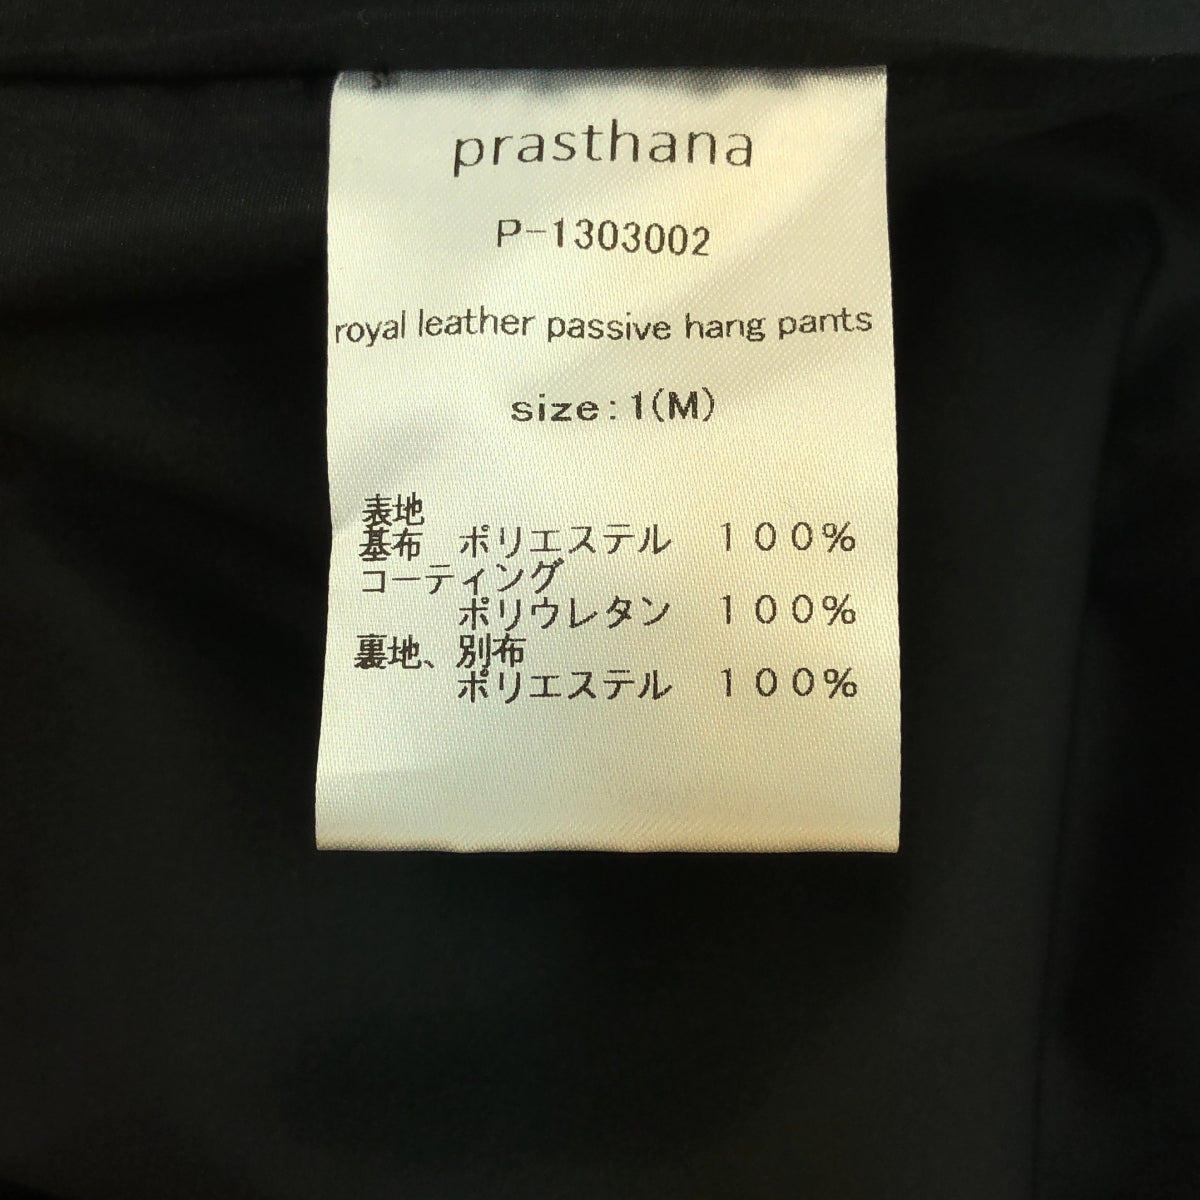 prasthana
P-1303002
royal leather passive hang pants
size:1(M)
表地
基布 ポリエステル 100%
コーティング
ポリウレタン 100%
裏地、別布
ポリエステル 100%